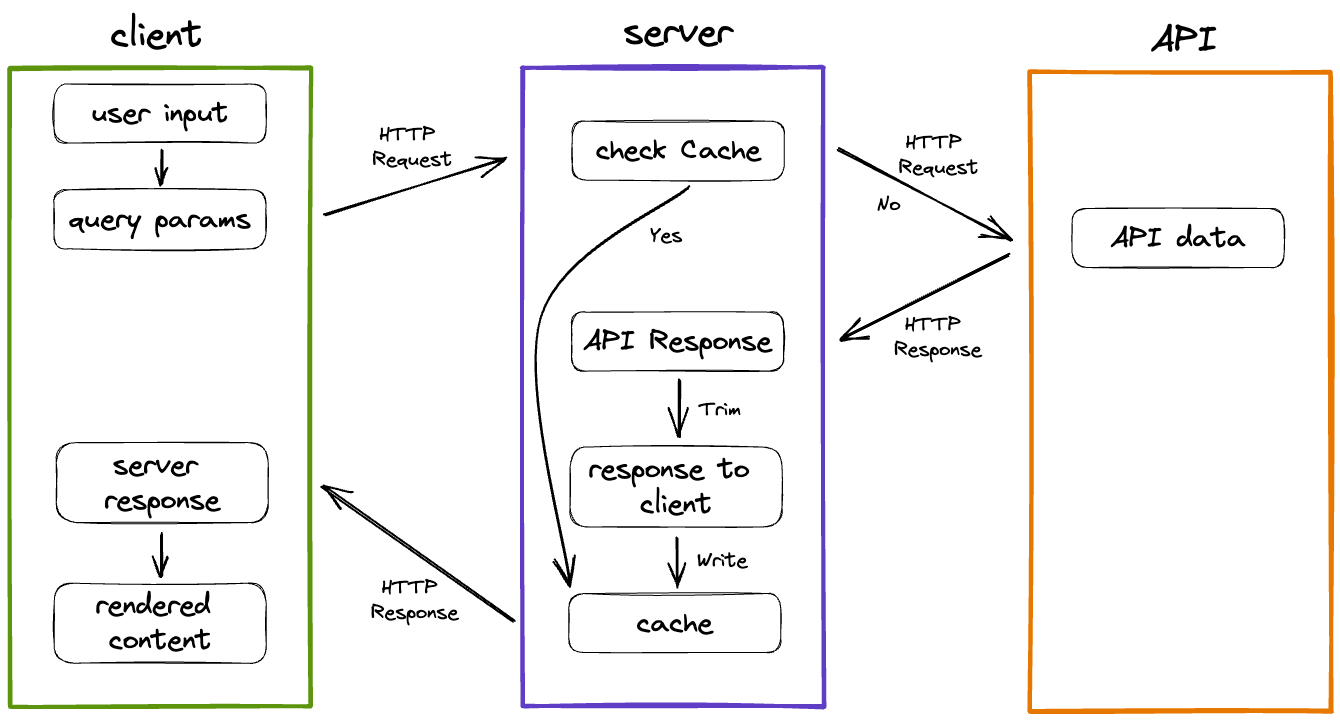 client
user input
query params
server
response
rendered
content
HTTP
Request
HTTP
Response
server
check Cache
Yes
API Response
Trim
response to
client
Write
cache
HTTP
Request
No
HTTP
Response
API
API data